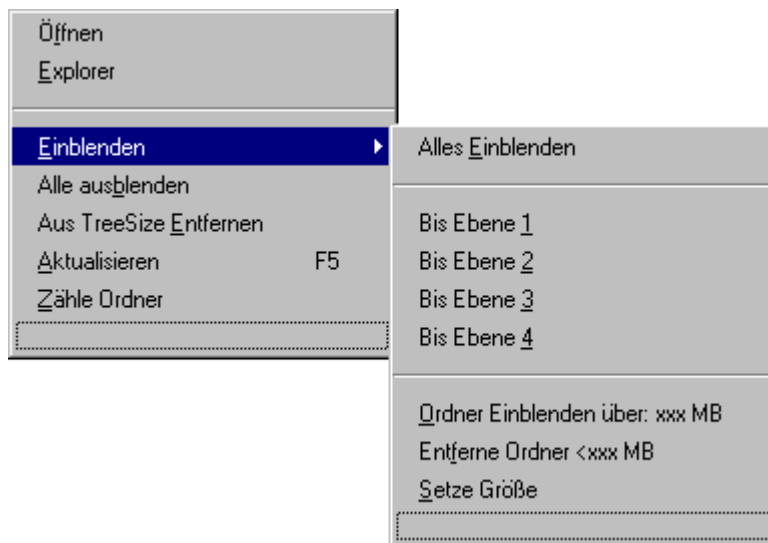 Öffnen
Explorer
Einblenden
Alle ausblenden
Aus TreeSize Entfernen
Aktualisieren F5
Zähle Ordner
Alles Einblenden
Bis Ebene 1
Bis Ebene 2
Bis Ebene 3
Bis Ebene 4
Ordner Einblenden über: xxx MB
Entferne Ordner <xxx MB
Setze Größe